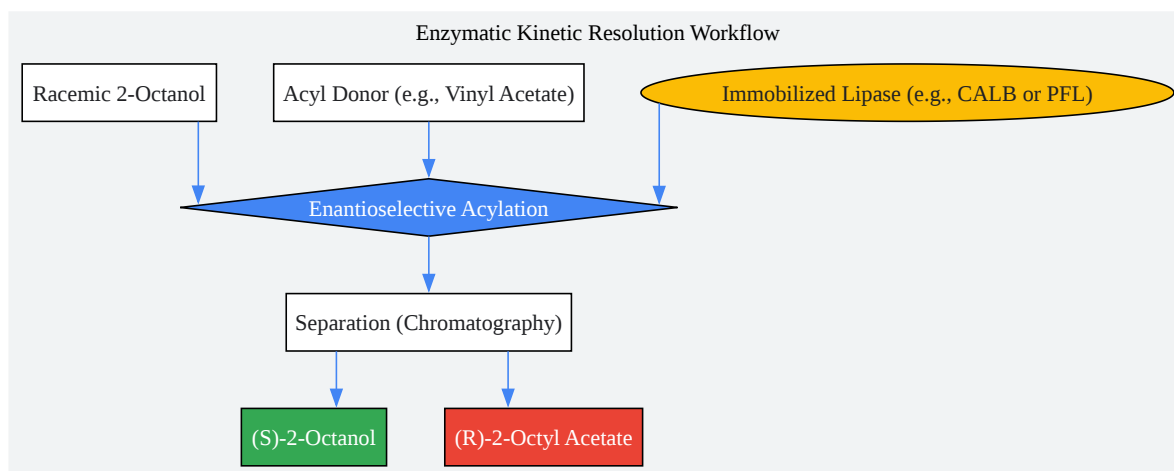 Enzymatic Kinetic Resolution Workflow
Racemic 2-Octanol
Acyl Donor (e.g., Vinyl Acetate)
Immobilized Lipase (e.g., CALB or PFL)
Enantioselective Acylation
Separation (Chromatography)
(S)-2-Octanol
(R)-2-Octyl Acetate